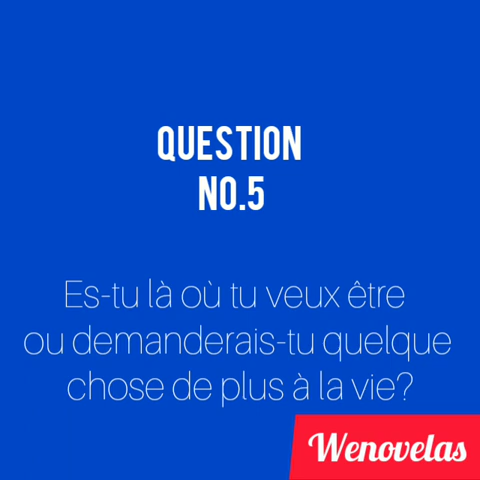 QUESTION
NO.5
Es-tu là où tu veux être
ou demanderais-tu quelque
chose de plus à la vie?
Wenovelas